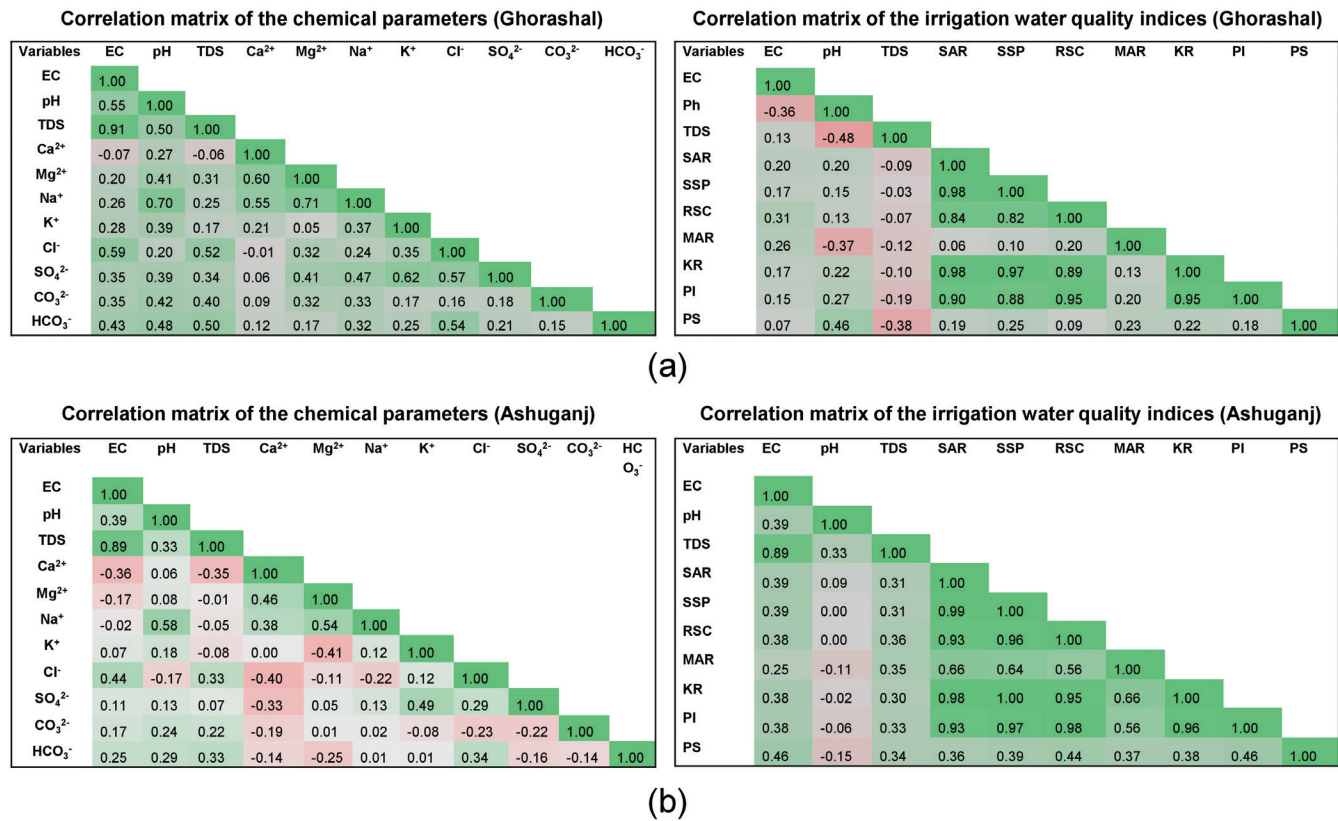 Correlation matrix of the chemical parameters (Ghorashal)
Variables EC pH TDS Ca²⁺ Mg²⁺ Na⁺ K⁺ Cl⁻ SO₄²⁻ CO₃²⁻ HCO₃⁻
EC 1.00
pH 0.55 1.00
TDS 0.91 0.50 1.00
Ca²⁺ -0.07 0.27 -0.06 1.00
Mg²⁺ 0.20 0.41 0.31 0.60 1.00
Na⁺ 0.26 0.70 0.25 0.55 0.71 1.00
K⁺ 0.28 0.39 0.17 0.21 0.05 0.37 1.00
Cl⁻ 0.59 0.20 0.52 -0.01 0.32 0.24 0.35 1.00
SO₄²⁻ 0.35 0.39 0.34 0.06 0.41 0.47 0.62 0.57 1.00
CO₃²⁻ 0.35 0.42 0.40 0.09 0.32 0.33 0.17 0.16 0.18 1.00
HCO₃⁻ 0.43 0.48 0.50 0.12 0.17 0.32 0.25 0.54 0.21 0.15 1.00
Correlation matrix of the irrigation water quality indices (Ghorashal)
Variables EC pH TDS SAR SSP RSC MAR KR PI PS
EC 1.00
Ph -0.36 1.00
TDS 0.13 -0.48 1.00
SAR 0.20 0.20 -0.09 1.00
SSP 0.17 0.15 -0.03 0.98 1.00
RSC 0.31 0.13 -0.07 0.84 0.82 1.00
MAR 0.26 -0.37 -0.12 0.06 0.10 0.20 1.00
KR 0.17 0.22 -0.10 0.98 0.97 0.89 0.13 1.00
PI 0.15 0.27 -0.19 0.90 0.88 0.95 0.20 0.95 1.00
PS 0.07 0.46 -0.38 0.19 0.25 0.09 0.23 0.22 0.18 1.00
(a)
Correlation matrix of the chemical parameters (Ashuganj)
Variables EC pH TDS Ca²⁺ Mg²⁺ Na⁺ K⁺ Cl⁻ SO₄²⁻ CO₃²⁻ HC
O₃⁻
EC 1.00
pH 0.39 1.00
TDS 0.89 0.33 1.00
Ca²⁺ -0.36 0.06 -0.35 1.00
Mg²⁺ -0.17 0.08 -0.01 0.46 1.00
Na⁺ -0.02 0.58 -0.05 0.38 0.54 1.00
K⁺ 0.07 0.18 -0.08 0.00 -0.41 0.12 1.00
Cl⁻ 0.44 -0.17 0.33 -0.40 -0.11 -0.22 0.12 1.00
SO₄²⁻ 0.11 0.13 0.07 -0.33 0.05 0.13 0.49 0.29 1.00
CO₃²⁻ 0.17 0.24 0.22 -0.19 0.01 0.02 -0.08 -0.23 -0.22 1.00
HCO₃⁻ 0.25 0.29 0.33 -0.14 -0.25 0.01 0.01 0.34 -0.16 -0.14 1.00
Correlation matrix of the irrigation water quality indices (Ashuganj)
Variables EC pH TDS SAR SSP RSC MAR KR PI PS
EC 1.00
pH 0.39 1.00
TDS 0.89 0.33 1.00
SAR 0.39 0.09 0.31 1.00
SSP 0.39 0.00 0.31 0.99 1.00
RSC 0.38 0.00 0.36 0.93 0.96 1.00
MAR 0.25 -0.11 0.35 0.66 0.64 0.56 1.00
KR 0.38 -0.02 0.30 0.98 1.00 0.95 0.66 1.00
PI 0.38 -0.06 0.33 0.93 0.97 0.98 0.56 0.96 1.00
PS 0.46 -0.15 0.34 0.36 0.39 0.44 0.37 0.38 0.46 1.00
(b)